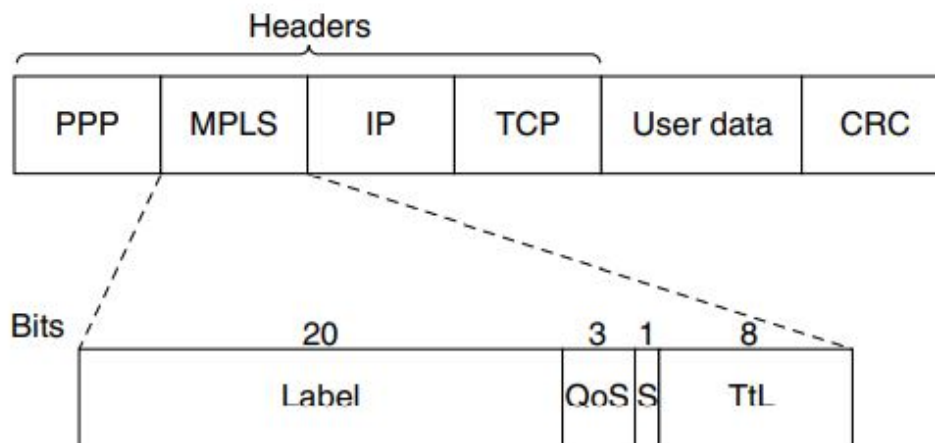 Headers
PPP MPLS IP TCP User data CRC
Bits 20 3 1 8
Label QoS S TtL